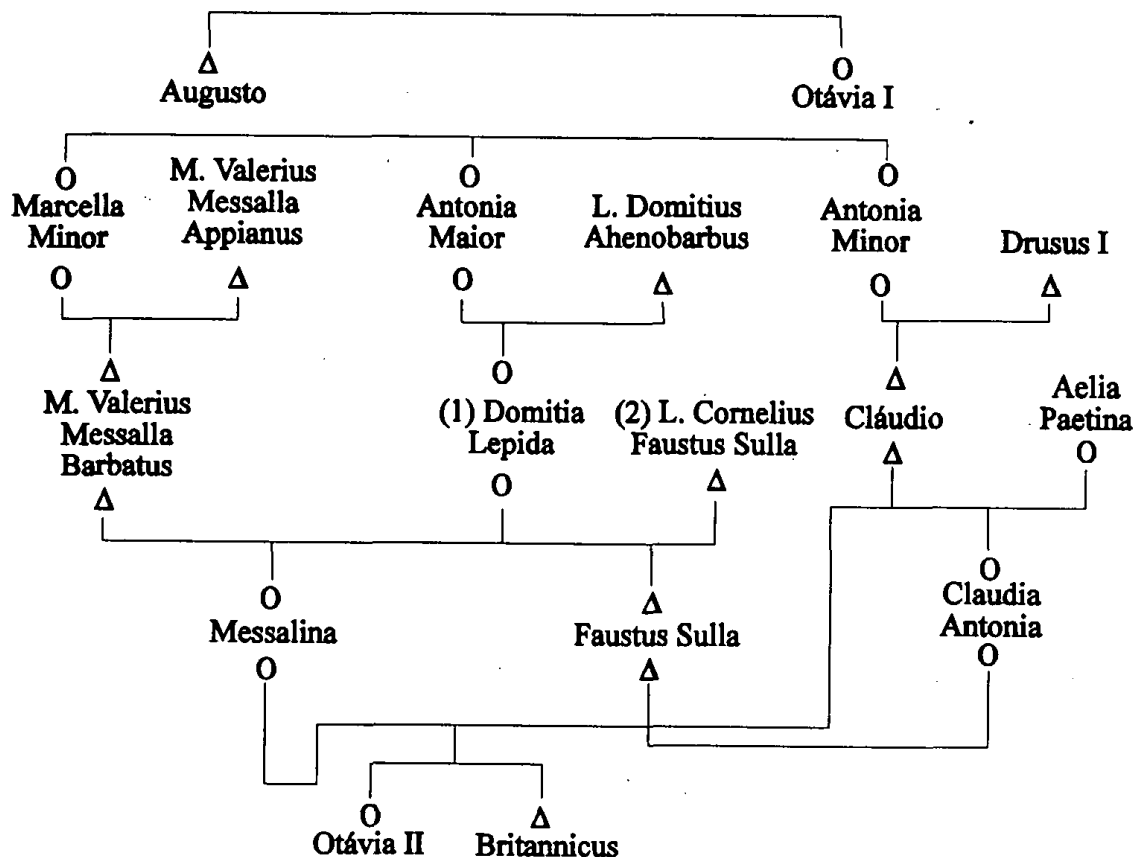 Augusto
Otávia I
Marcella
Minor
M. Valerius
Messalla
Appianus
Antonia
Maior
L. Domitius
Ahenobarbus
Antonia
Minor
Drusus I
M. Valerius
Messalla
Barbatus
(1) Domitia
Lepida
(2) L. Cornelius
Faustus Sulla
Cláudio
Aelia
Paetina
Messalina
Faustus Sulla
Claudia
Antonia
Otávia II
Britannicus